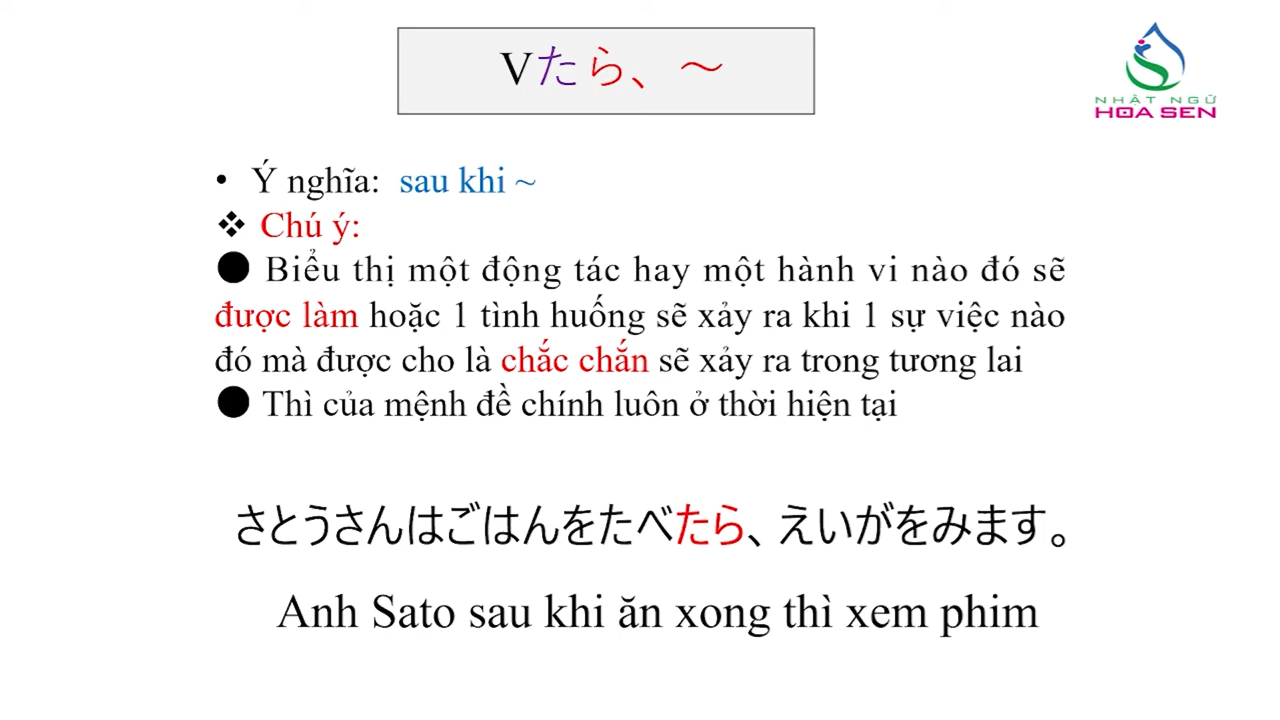 Vたら、～
NHẬT NGỮ
HOA SEN
• Ý nghĩa: sau khi ~
❖ Chú ý:
● Biểu thị một động tác hay một hành vi nào đó sẽ
được làm hoặc 1 tình huống sẽ xảy ra khi 1 sự việc nào
đó mà được cho là chắc chắn sẽ xảy ra trong tương lai
● Thì của mệnh đề chính luôn ở thời hiện tại
さとうさんはごはんをたべたら、えいがをみます。
Anh Sato sau khi ăn xong thì xem phim